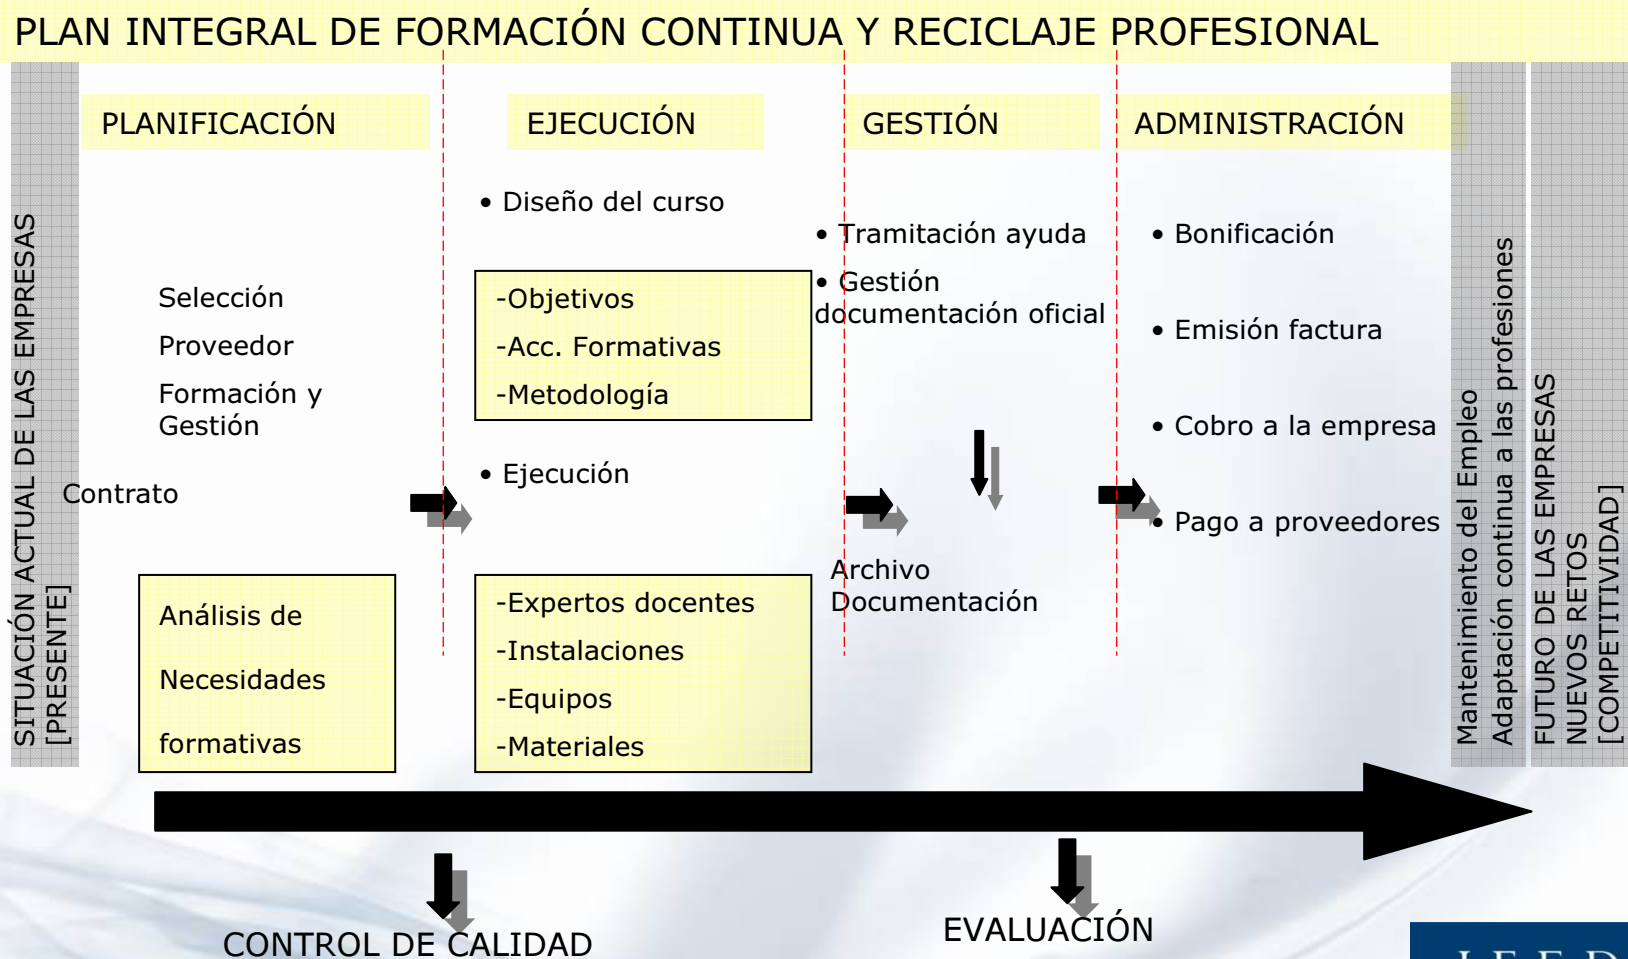 PLAN INTEGRAL DE FORMACIÓN CONTINUA Y RECICLAJE PROFESIONAL
SITUACIÓN ACTUAL DE LAS EMPRESAS
[PRESENTE]
PLANIFICACIÓN
Selección
Proveedor
Formación y
Gestión
Contrato
Análisis de
Necesidades
formativas
EJECUCIÓN
• Diseño del curso
-Objetivos
-Acc. Formativas
-Metodología
• Ejecución
-Expertos docentes
-Instalaciones
-Equipos
-Materiales
GESTIÓN
• Tramitación ayuda
• Gestión
documentación oficial
Archivo
Documentación
ADMINISTRACIÓN
• Bonificación
• Emisión factura
• Cobro a la empresa
• Pago a proveedores
Mantenimiento del Empleo
Adaptación continua a las profesiones
FUTURO DE LAS EMPRESAS
NUEVOS RETOS
[COMPETITIVIDAD]
CONTROL DE CALIDAD
EVALUACIÓN